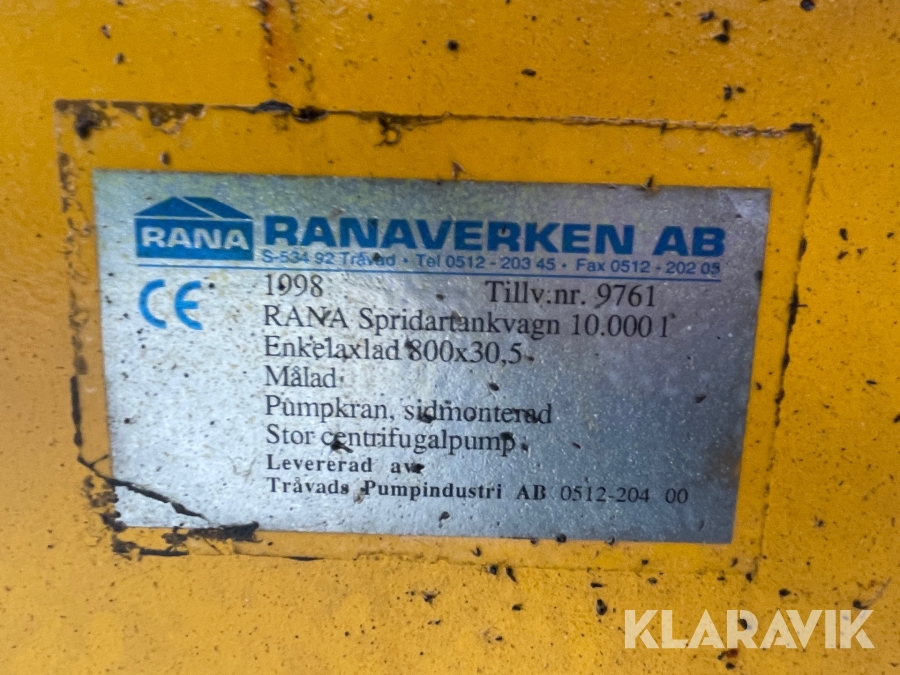 RANA
RANAVERKEN AB
S-534 92 Tråvad · Tel 0512 - 203 45 · Fax 0512 - 202 05
CE
1998 Tillv.nr. 9761
RANA Spridartankvagn 10.000 l
Enkelaxlad 800x30,5
Målad
Pumpkran, sidmonterad
Stor centrifugalpump
Levererad av
Tråvads Pumpindustri AB 0512-204 00
KLARAVIK